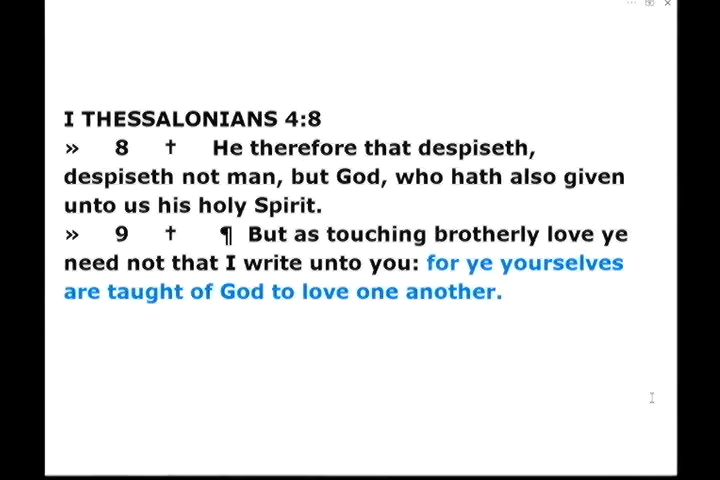 I THESSALONIANS 4:8
» 8 † He therefore that despiseth,
despiseth not man, but God, who hath also given
unto us his holy Spirit.
» 9 † ¶ But as touching brotherly love ye
need not that I write unto you: for ye yourselves
are taught of God to love one another.